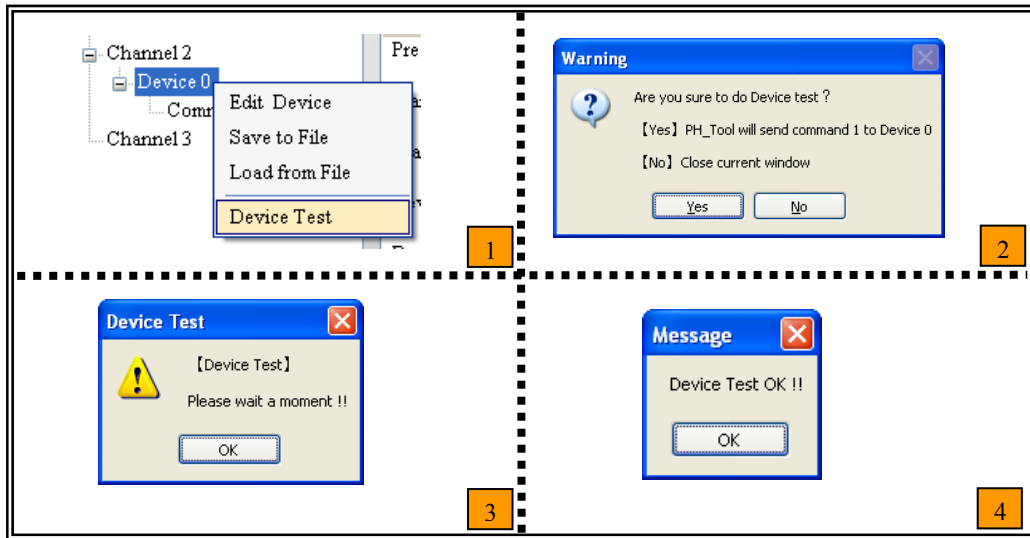 Channel 2
Device 0
Channel 3
Pre
Edit Device
Save to File
Load from File
Device Test
1
Warning
Are you sure to do Device test ?
【Yes】 PH_Tool will send command 1 to Device 0
【No】 Close current window
Yes
No
2
Device Test
【Device Test】
Please wait a moment !!
OK
3
Message
Device Test OK !!
OK
4